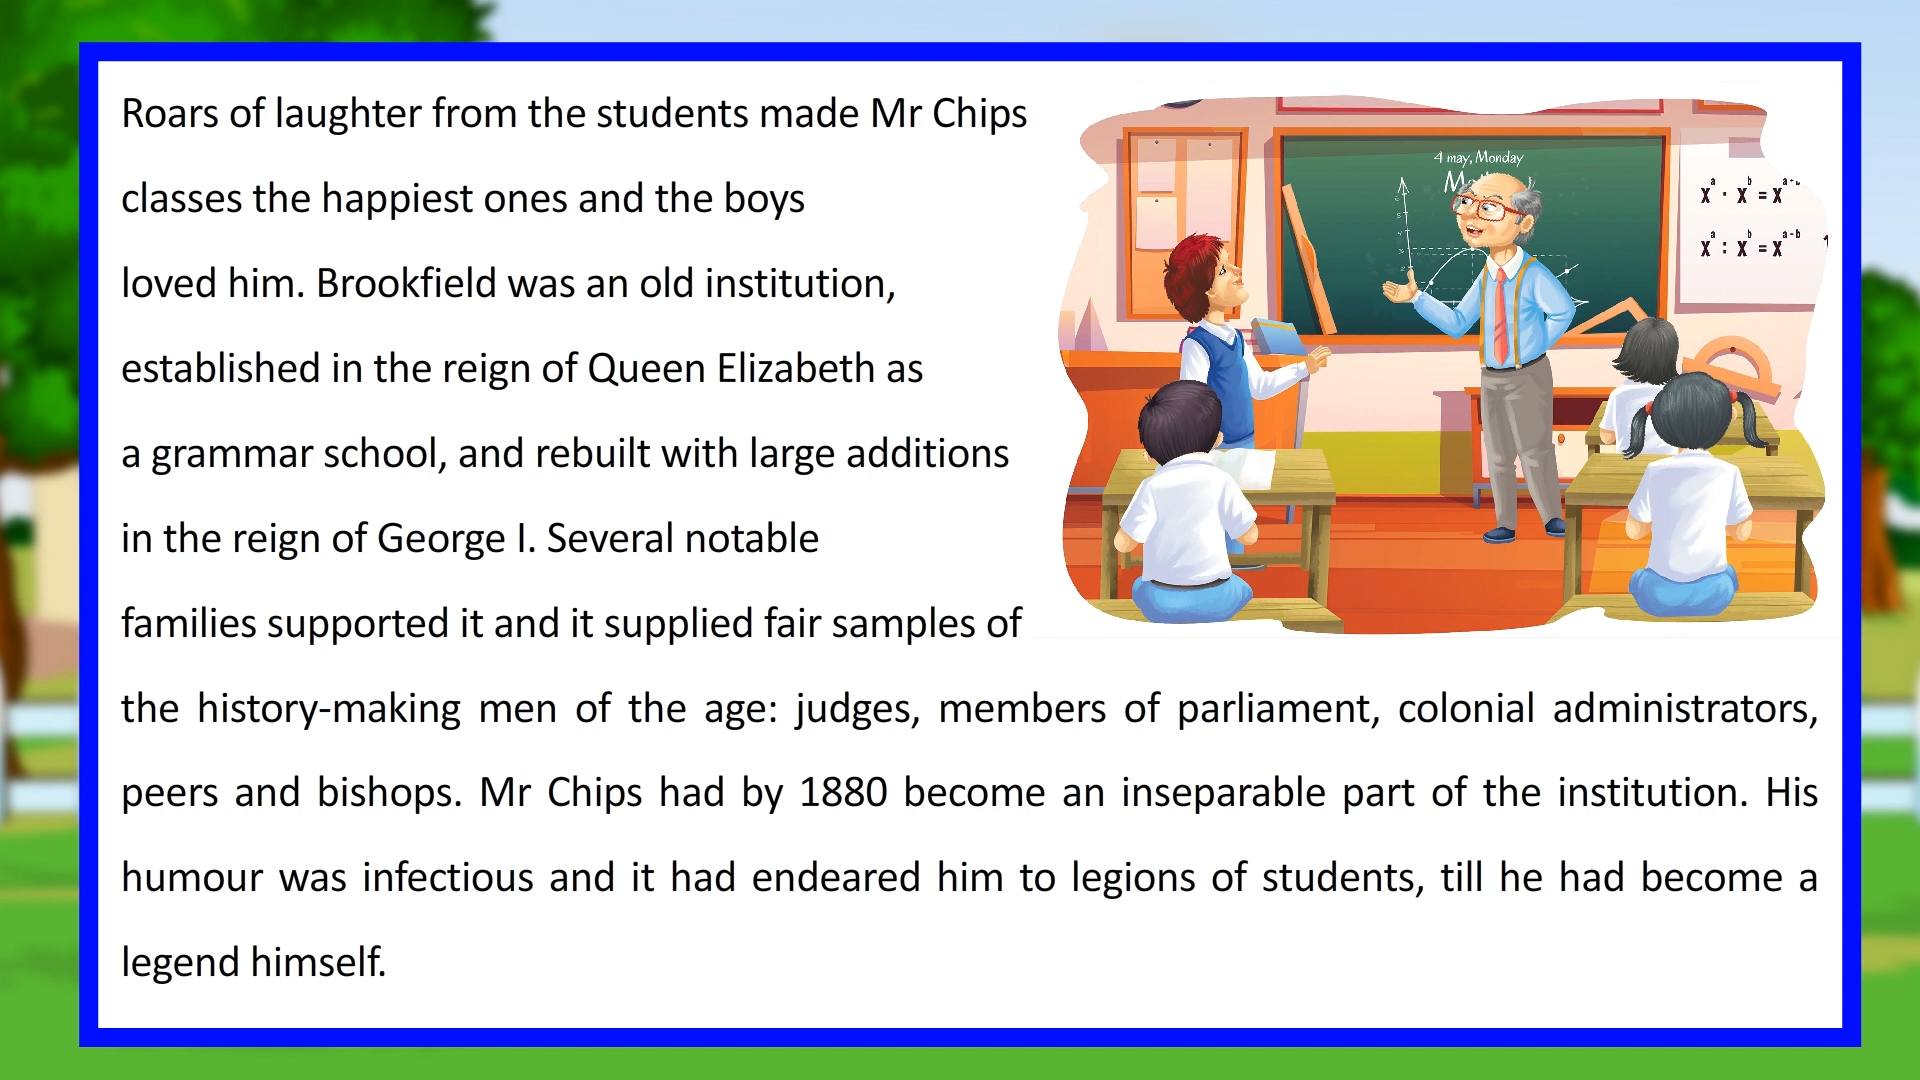 Roars of laughter from the students made Mr Chips
classes the happiest ones and the boys
loved him. Brookfield was an old institution,
established in the reign of Queen Elizabeth as
a grammar school, and rebuilt with large additions
in the reign of George I. Several notable
families supported it and it supplied fair samples of
the history-making men of the age: judges, members of parliament, colonial administrators,
peers and bishops. Mr Chips had by 1880 become an inseparable part of the institution. His
humour was infectious and it had endeared him to legions of students, till he had become a
legend himself.
4 may, Monday
x^a · x^b = x^a+b
x^a : x^b = x^a-b